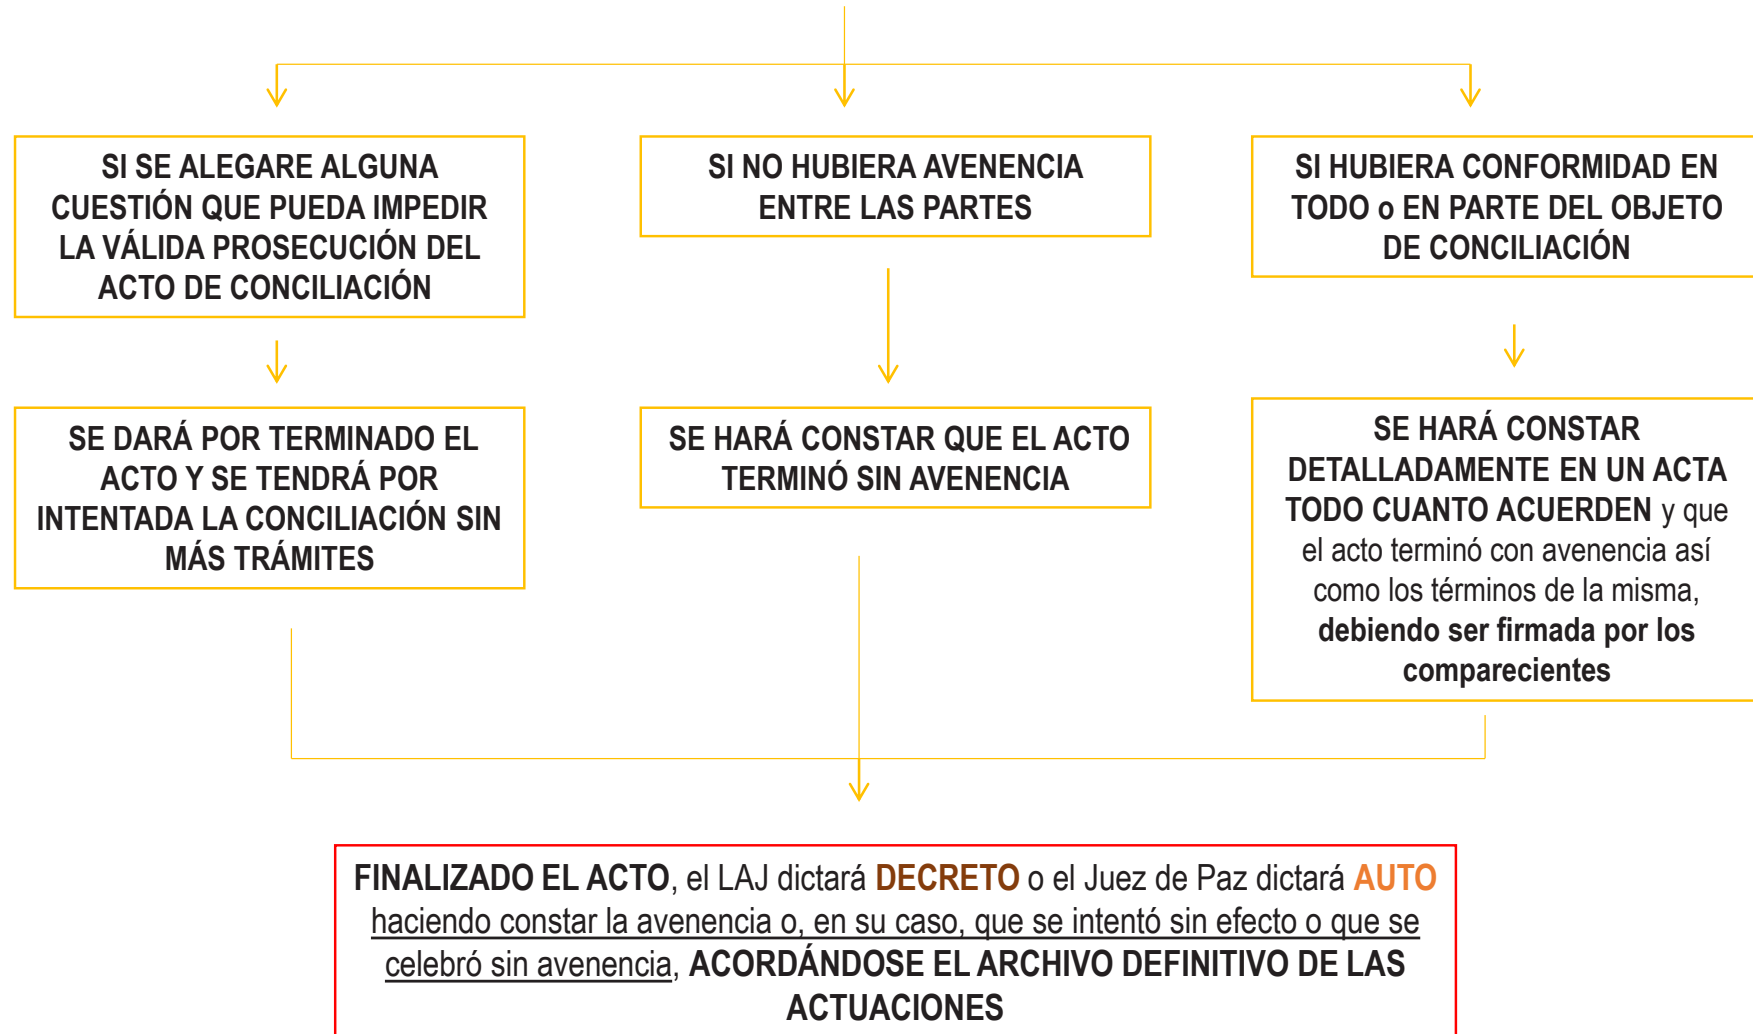 SI SE ALEGARE ALGUNA
CUESTIÓN QUE PUEDA IMPEDIR
LA VÁLIDA PROSECUCIÓN DEL
ACTO DE CONCILIACIÓN
SI NO HUBIERA AVENENCIA
ENTRE LAS PARTES
SI HUBIERA CONFORMIDAD EN
TODO o EN PARTE DEL OBJETO
DE CONCILIACIÓN
SE DARÁ POR TERMINADO EL
ACTO Y SE TENDRÁ POR
INTENTADA LA CONCILIACIÓN SIN
MÁS TRÁMITES
SE HARÁ CONSTAR QUE EL ACTO
TERMINÓ SIN AVENENCIA
SE HARÁ CONSTAR
DETALLADAMENTE EN UN ACTA
TODO CUANTO ACUERDEN y que
el acto terminó con avenencia así
como los términos de la misma,
debiendo ser firmada por los
comparecientes
FINALIZADO EL ACTO, el LAJ dictará DECRETO o el Juez de Paz dictará AUTO
haciendo constar la avenencia o, en su caso, que se intentó sin efecto o que se
celebró sin avenencia, ACORDÁNDOSE EL ARCHIVO DEFINITIVO DE LAS
ACTUACIONES